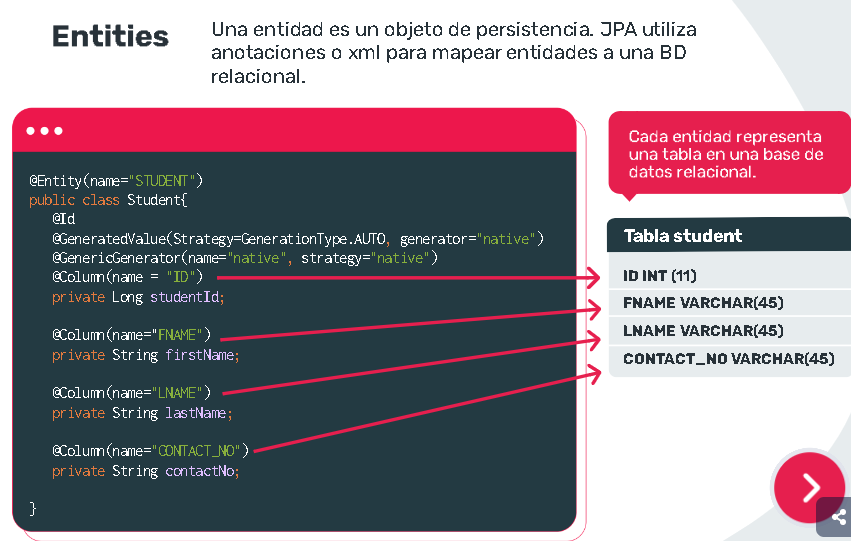 Entities
Una entidad es un objeto de persistencia. JPA utiliza
anotaciones o xml para mapear entidades a una BD
relacional.
@Entity(name="STUDENT")
public class Student{
@Id
@GeneratedValue(Strategy=GenerationType.AUTO, generator="native")
@GenericGenerator(name="native", strategy="native")
@Column(name = "ID")
private Long studentId;
@Column(name="FNAME")
private String firstName;
@Column(name="LNAME")
private String lastName;
@Column(name="CONTACT_NO")
private String contactNo;
}
Cada entidad representa
una tabla en una base de
datos relacional.
Tabla student
ID INT (11)
FNAME VARCHAR(45)
LNAME VARCHAR(45)
CONTACT_NO VARCHAR(45)